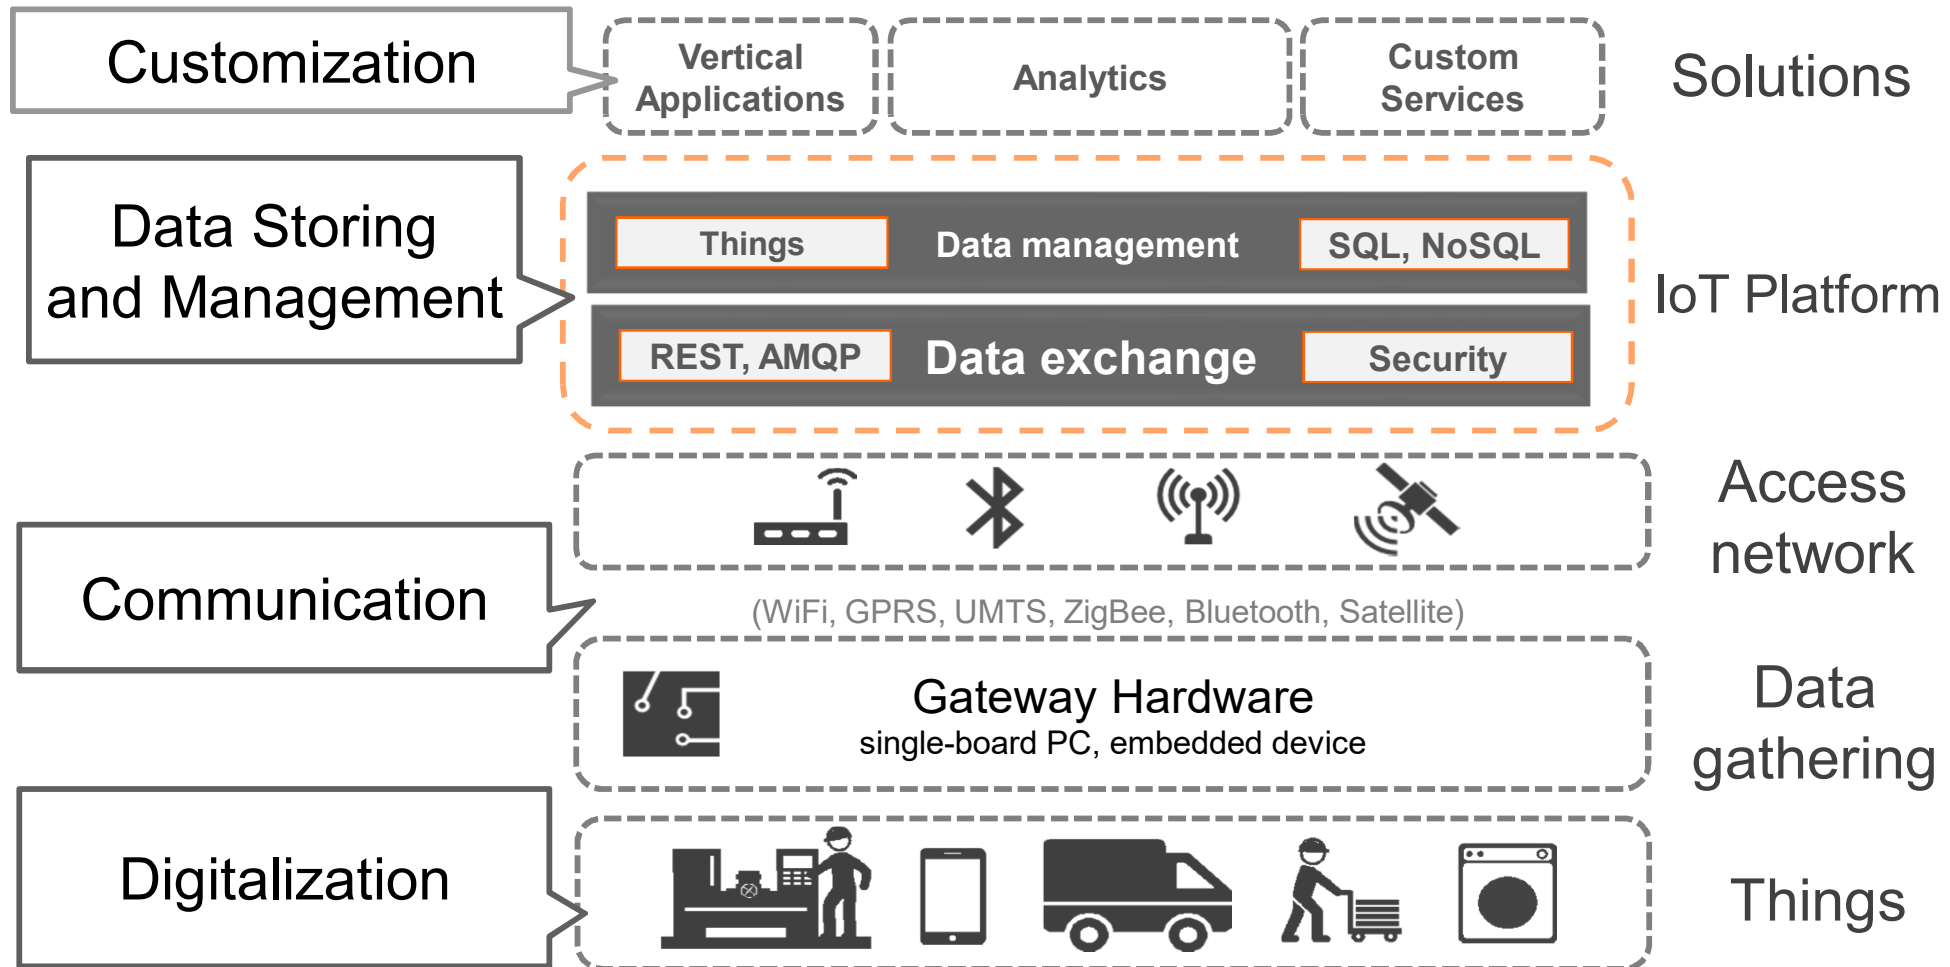 Customization
Vertical
Applications
Analytics
Custom
Services
Solutions
Data Storing
and Management
Things
Data management
SQL, NoSQL
REST, AMQP
Data exchange
Security
IoT Platform
Access
network
Communication
(WiFi, GPRS, UMTS, ZigBee, Bluetooth, Satellite)
Gateway Hardware
single-board PC, embedded device
Data
gathering
Digitalization
Things